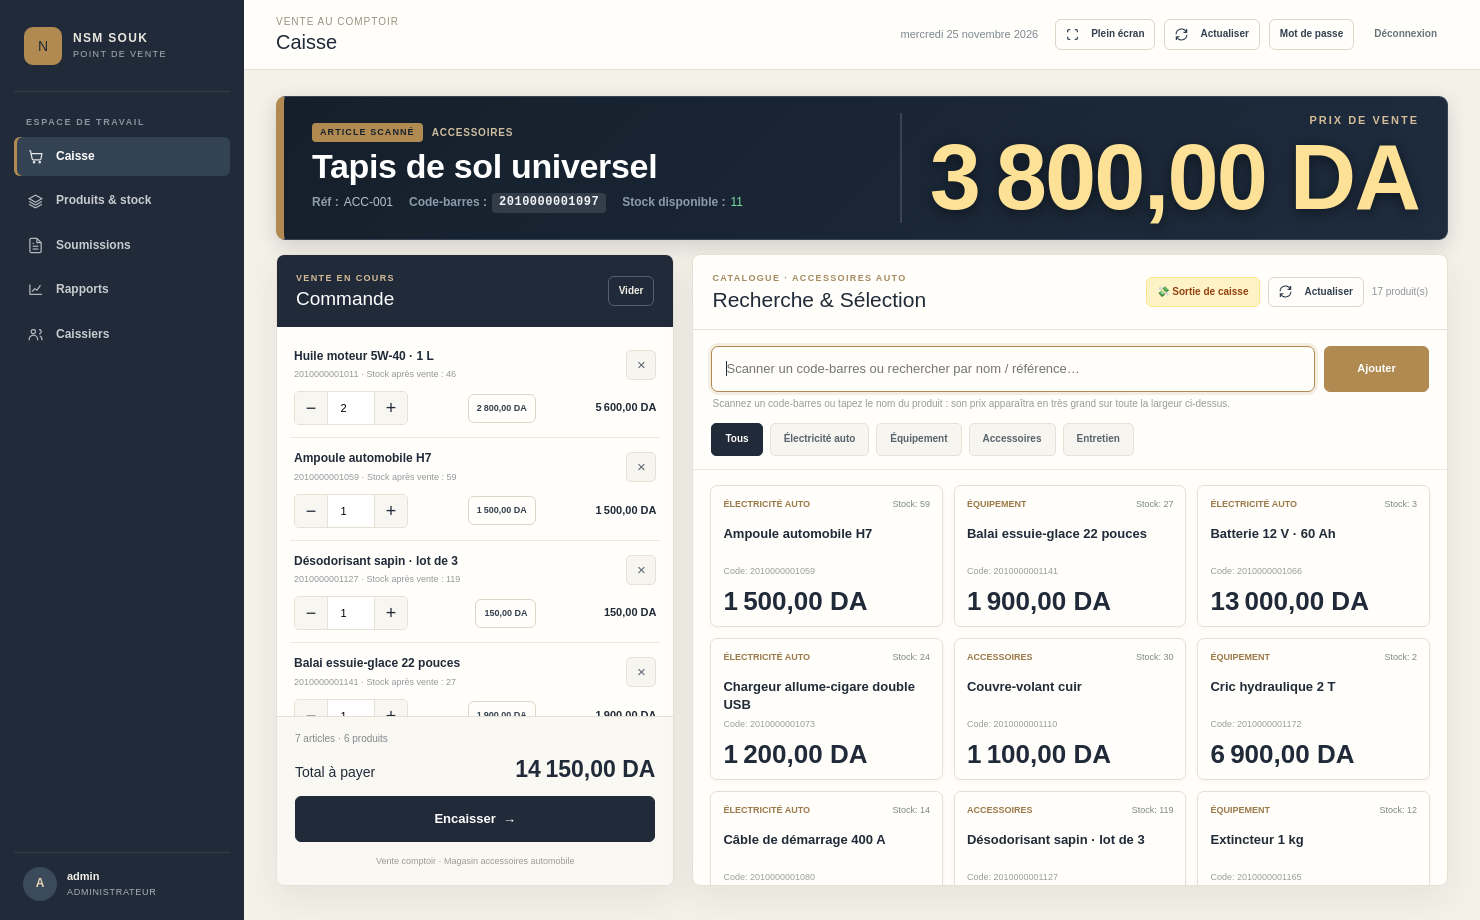 N
NSM SOUK
POINT DE VENTE
ESPACE DE TRAVAIL
Caisse
Produits & stock
Soumissions
Rapports
Caissiers
A
admin
ADMINISTRATEUR
VENTE AU COMPTOIR
Caisse
mercredi 25 novembre 2026
Plein écran
Actualiser
Mot de passe
Déconnexion
ARTICLE SCANNÉ ACCESSOIRES
Tapis de sol universel
Réf : ACC-001 Code-barres : 2010000001097 Stock disponible : 11
PRIX DE VENTE
3 800,00 DA
VENTE EN COURS
Commande
Vider
Huile moteur 5W-40 · 1 L
×
2010000001011 · Stock après vente : 46
− 2 + 2 800,00 DA 5 600,00 DA
Ampoule automobile H7
×
2010000001059 · Stock après vente : 59
− 1 + 1 500,00 DA 1 500,00 DA
Désodorisant sapin · lot de 3
×
2010000001127 · Stock après vente : 119
− 1 + 150,00 DA 150,00 DA
Balai essuie-glace 22 pouces
×
2010000001141 · Stock après vente : 27
− 1 + 1 900,00 DA 1 900,00 DA
7 articles · 6 produits
Total à payer 14 150,00 DA
Encaisser →
Vente comptoir · Magasin accessoires automobile
CATALOGUE · ACCESSOIRES AUTO
Recherche & Sélection
💸 Sortie de caisse
Actualiser
17 produit(s)
Scanner un code-barres ou rechercher par nom / référence…
Ajouter
Scannez un code-barres ou tapez le nom du produit : son prix apparaîtra en très grand sur toute la largeur ci-dessus.
Tous Électricité auto Équipement Accessoires Entretien
ÉLECTRICITÉ AUTO Stock: 59
Ampoule automobile H7
Code: 2010000001059
1 500,00 DA
ÉQUIPEMENT Stock: 27
Balai essuie-glace 22 pouces
Code: 2010000001141
1 900,00 DA
ÉLECTRICITÉ AUTO Stock: 3
Batterie 12 V · 60 Ah
Code: 2010000001066
13 000,00 DA
ÉLECTRICITÉ AUTO Stock: 24
Chargeur allume-cigare double
USB
Code: 2010000001073
1 200,00 DA
ACCESSOIRES Stock: 30
Couvre-volant cuir
Code: 2010000001110
1 100,00 DA
ÉQUIPEMENT Stock: 2
Cric hydraulique 2 T
Code: 2010000001172
6 900,00 DA
ÉLECTRICITÉ AUTO Stock: 14
Câble de démarrage 400 A
Code: 2010000001080
ACCESSOIRES Stock: 119
Désodorisant sapin · lot de 3
Code: 2010000001127
ÉQUIPEMENT Stock: 12
Extincteur 1 kg
Code: 2010000001165